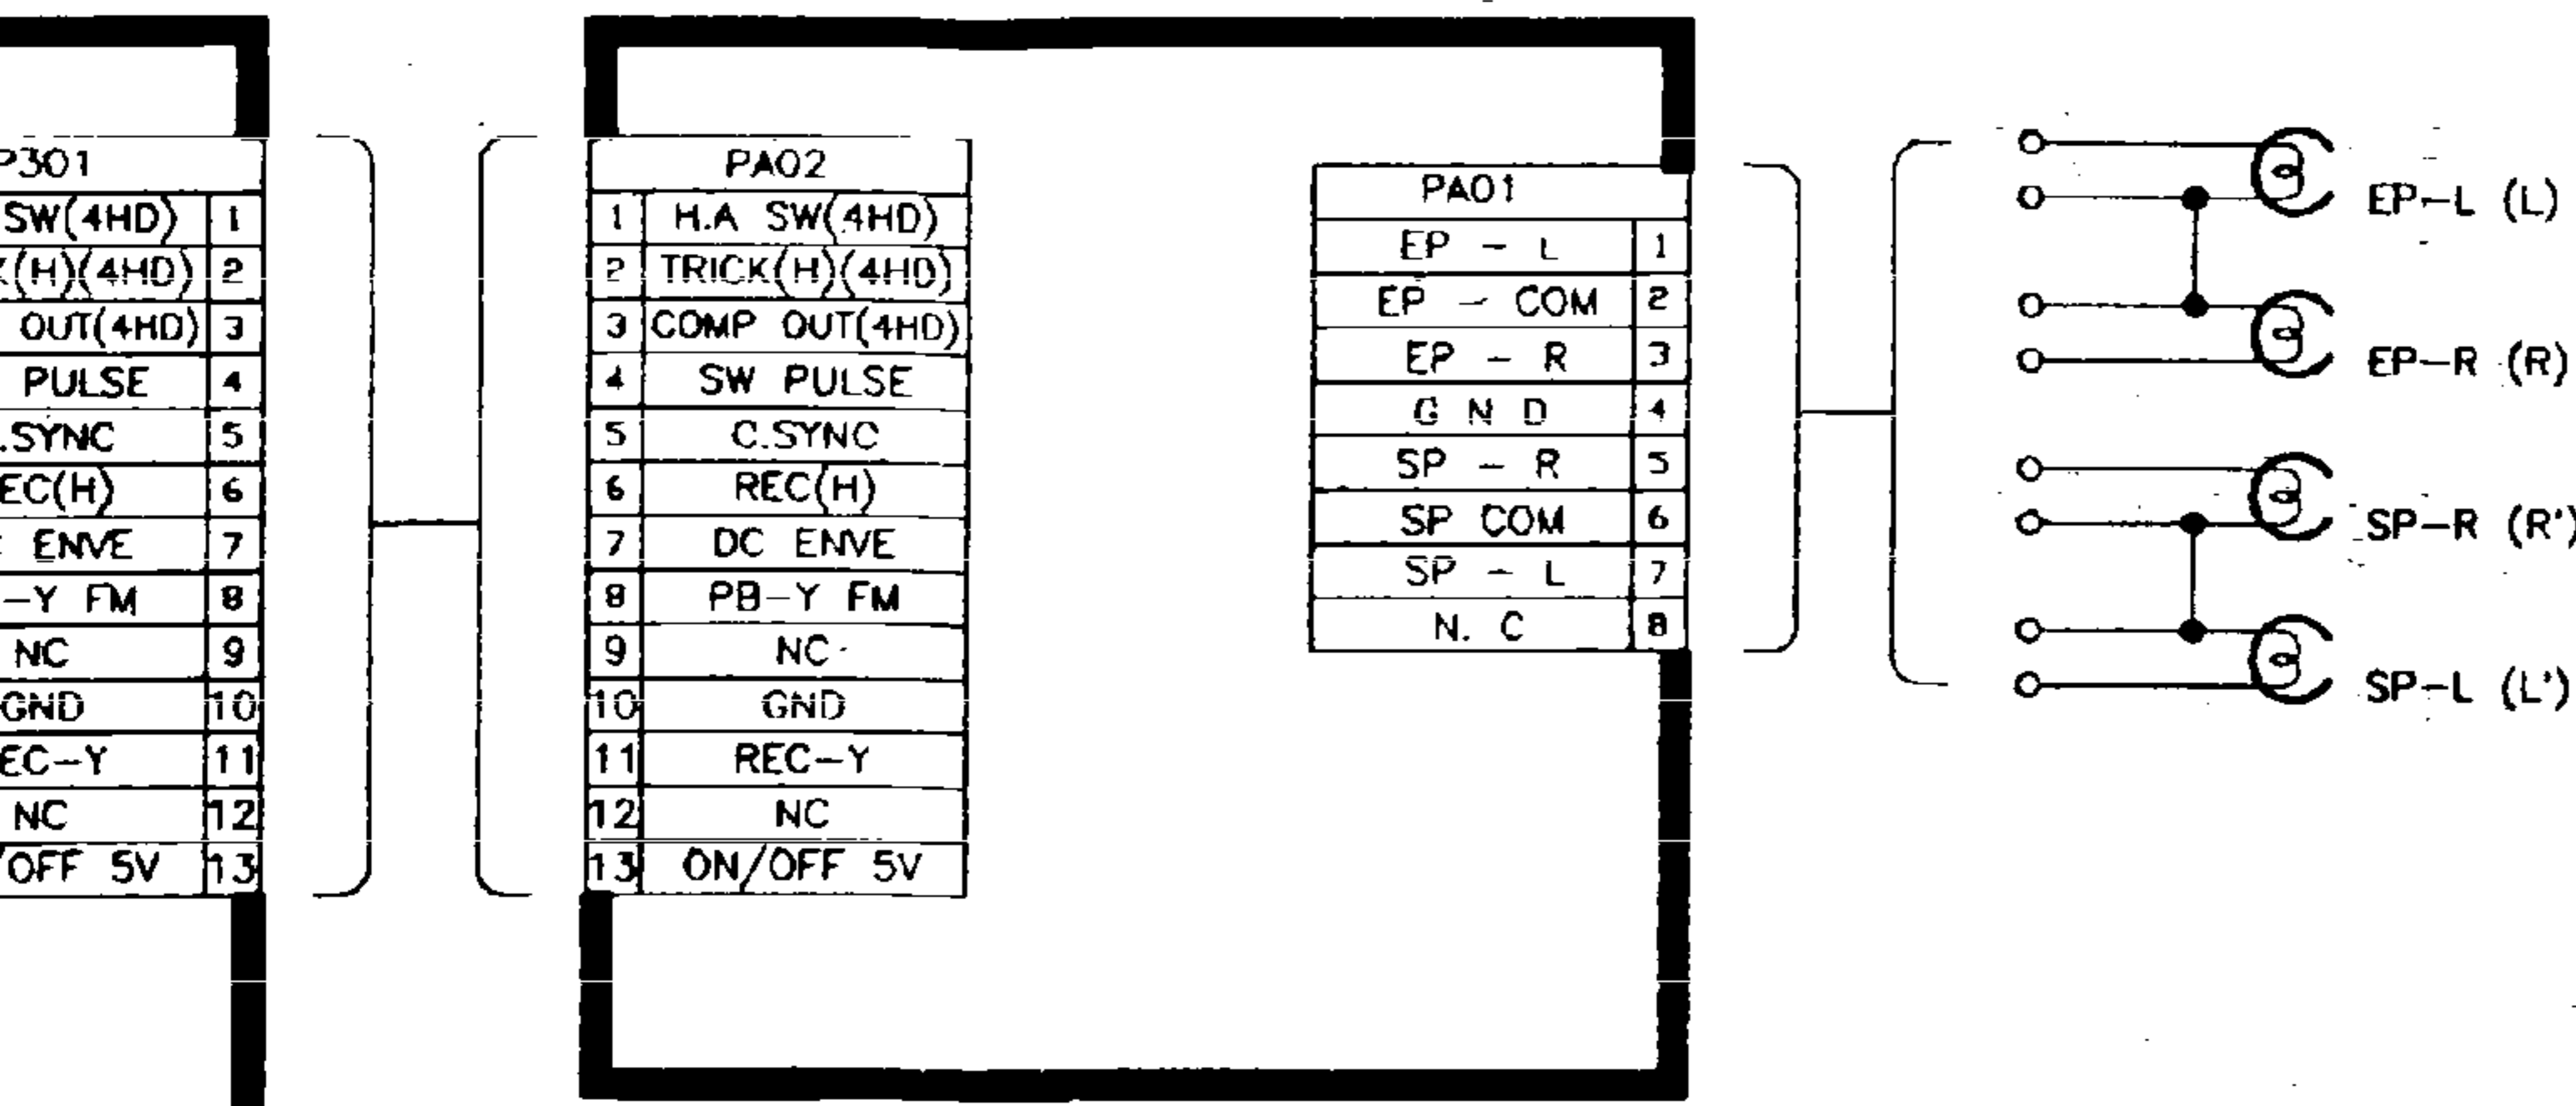 P301
SW(4HD) 1
(H)(4HD) 2
OUT(4HD) 3
PULSE 4
.SYNC 5
EC(H) 6
ENVE 7
-Y FM 8
NC 9
GND 10
EC-Y 11
NC 12
/OFF 5V 13
PA02
1 H.A SW(4HD)
2 TRICK(H)(4HD)
3 COMP OUT(4HD)
4 SW PULSE
5 C.SYNC
6 REC(H)
7 DC ENVE
8 PB-Y FM
9 NC
10 GND
11 REC-Y
12 NC
13 ON/OFF 5V
PA01
EP - L 1
EP - COM 2
EP - R 3
G N D 4
SP - R 5
SP COM 6
SP - L 7
N. C 8
EP-L (L)
EP-R (R)
SP-R (R')
SP-L (L')